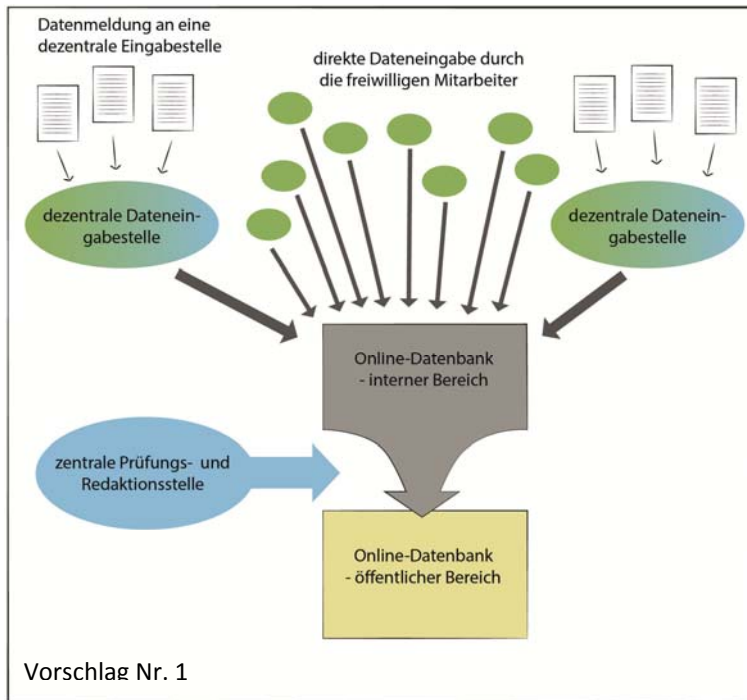 Datenmeldung an eine
dezentrale Eingabestelle
direkte Dateneingabe durch
die freiwilligen Mitarbeiter
dezentrale Datenein-
gabestelle
dezentrale Datenein-
gabestelle
Online-Datenbank
- interner Bereich
zentrale Prüfungs- und
Redaktionsstelle
Online-Datenbank
- öffentlicher Bereich
Vorschlag Nr. 1